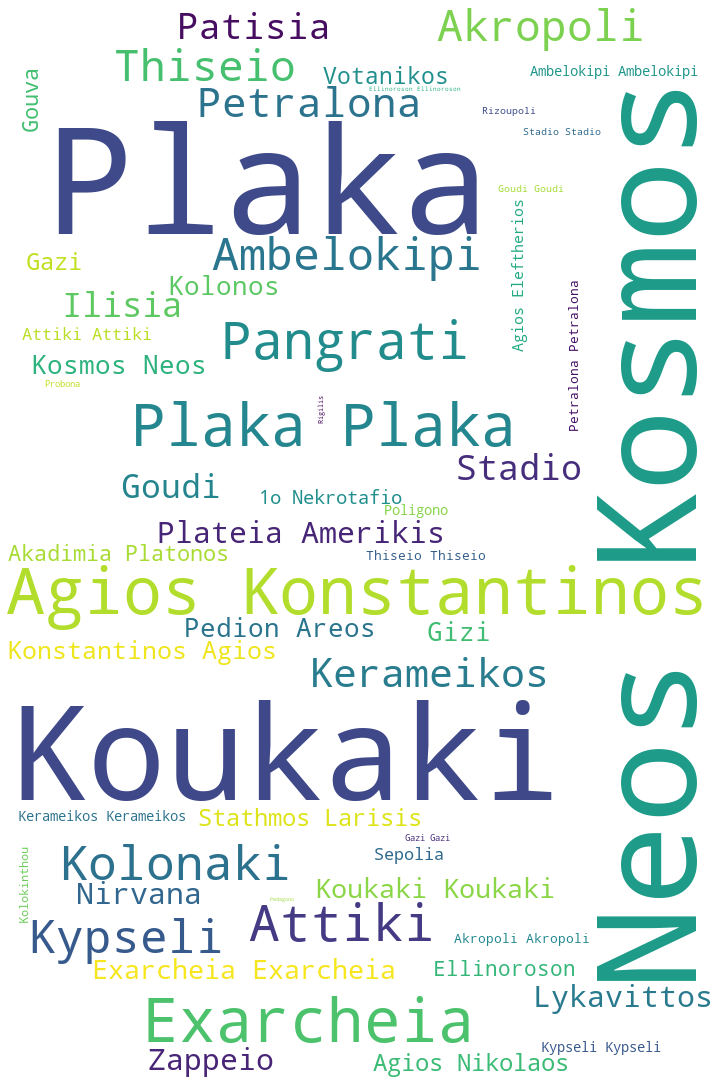 Patisia
Akropoli
Thiseio
Votanikos
Ambelokipi Ambelokipi
Gouva
Ellinoroson Ellinoroson
Petralona
Rizoupoli
Stadio Stadio
Plaka
Goudi Goudi
Agios Eleftherios
Ambelokipi
Gazi
Kolonos
Ilisia
Petralona Petralona
Attiki Attiki
Pangrati
Kosmos Neos
Probona
Rigilis
Plaka Plaka
Stadio
Goudi
1o Nekrotafio
Poligono
Plateia Amerikis
Akadimia Platonos
Thiseio Thiseio
Agios Konstantinos
Neos Kosmos
Pedion Areos
Gizi
Konstantinos Agios
Kerameikos
Koukaki
Kerameikos Kerameikos
Stathmos Larisis
Gazi Gazi
Sepolia
Kolonaki
Kolokinthou
Nirvana
Koukaki Koukaki
Attiki
Kypseli
Akropoli Akropoli
Exarcheia Exarcheia
Ellinoroson
Lykavittos
Exarcheia
Kypseli Kypseli
Zappeio
Agios Nikolaos